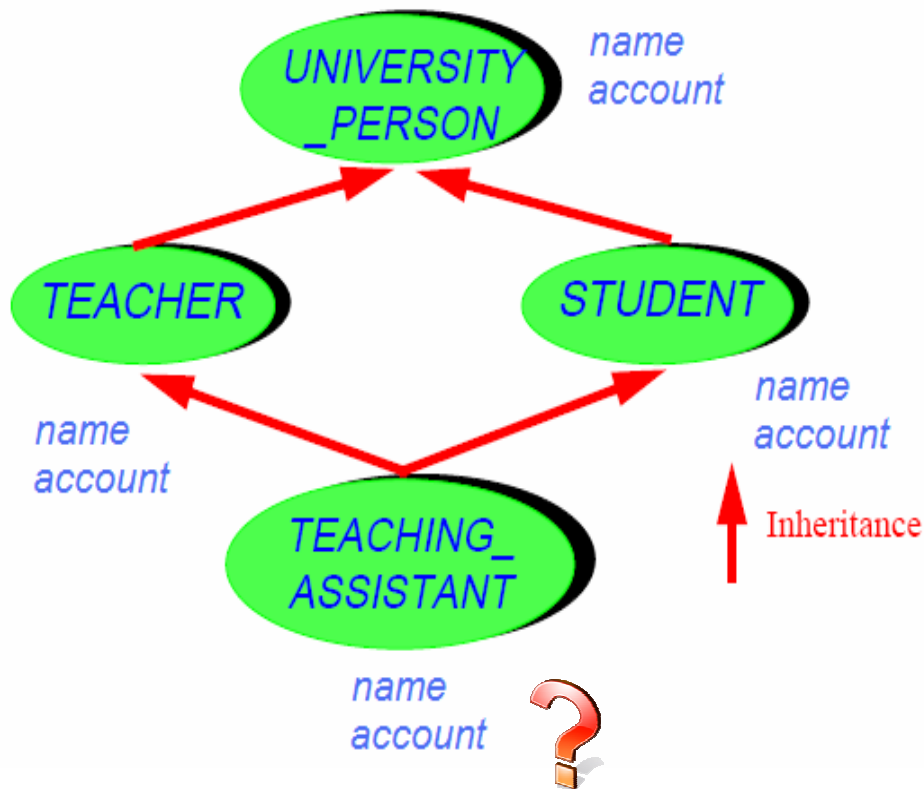 UNIVERSITY
_PERSON
name
account
TEACHER
STUDENT
name
account
name
account
Inheritance
TEACHING_
ASSISTANT
name
account
?